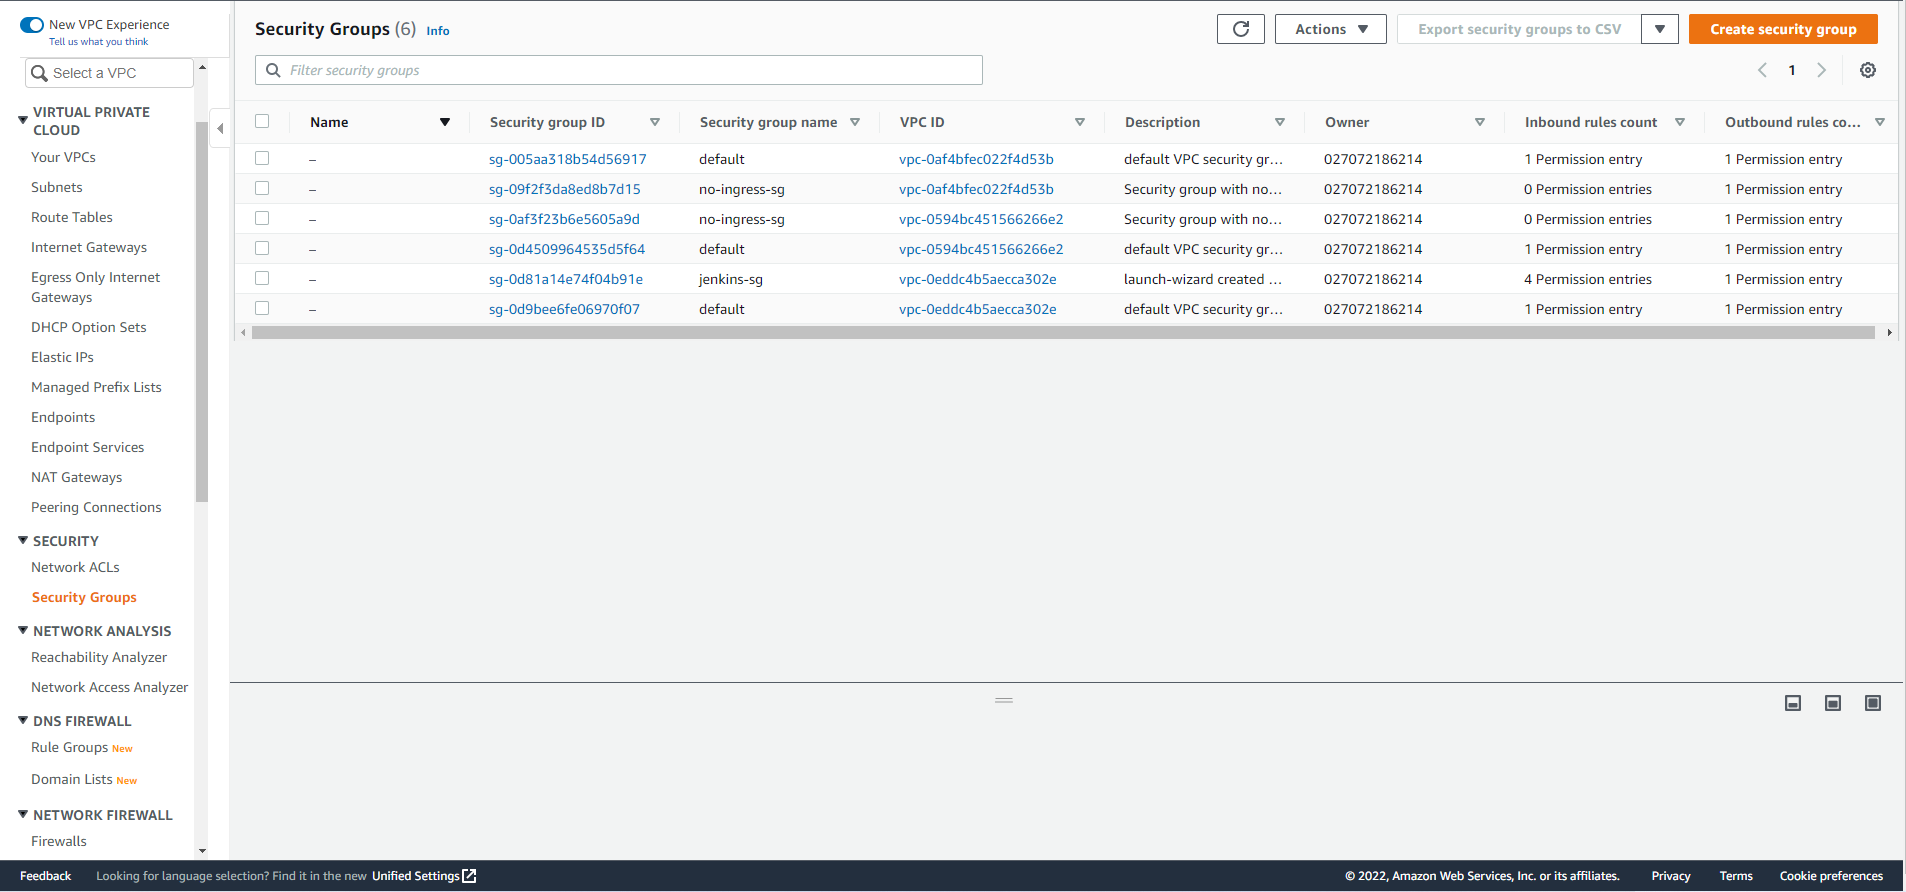 New VPC Experience
Tell us what you think
Select a VPC
VIRTUAL PRIVATE
CLOUD
Your VPCs
Subnets
Route Tables
Internet Gateways
Egress Only Internet
Gateways
DHCP Option Sets
Elastic IPs
Managed Prefix Lists
Endpoints
Endpoint Services
NAT Gateways
Peering Connections
SECURITY
Network ACLs
Security Groups
NETWORK ANALYSIS
Reachability Analyzer
Network Access Analyzer
DNS FIREWALL
Rule Groups New
Domain Lists New
NETWORK FIREWALL
Firewalls
Security Groups (6) Info
Actions
Export security groups to CSV
Create security group
Filter security groups
1
Name Security group ID Security group name VPC ID Description Owner Inbound rules count Outbound rules co...
– sg-005aa318b54d56917 default vpc-0af4bfec022f4d53b default VPC security gr... 027072186214 1 Permission entry 1 Permission entry
– sg-09f2f3da8ed8b7d15 no-ingress-sg vpc-0af4bfec022f4d53b Security group with no... 027072186214 0 Permission entries 1 Permission entry
– sg-0af3f23b6e5605a9d no-ingress-sg vpc-0594bc451566266e2 Security group with no... 027072186214 0 Permission entries 1 Permission entry
– sg-0d4509964535d5f64 default vpc-0594bc451566266e2 default VPC security gr... 027072186214 1 Permission entry 1 Permission entry
– sg-0d81a14e74f04b91e jenkins-sg vpc-0eddc4b5aecca302e launch-wizard created ... 027072186214 4 Permission entries 1 Permission entry
– sg-0d9bee6fe06970f07 default vpc-0eddc4b5aecca302e default VPC security gr... 027072186214 1 Permission entry 1 Permission entry
Feedback Looking for language selection? Find it in the new Unified Settings © 2022, Amazon Web Services, Inc. or its affiliates. Privacy Terms Cookie preferences